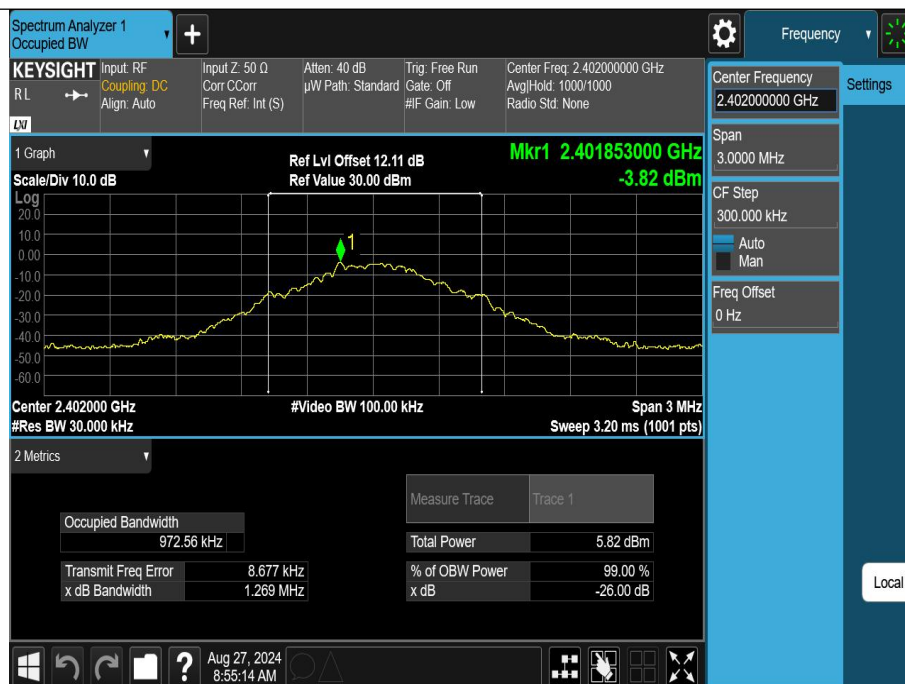 Spectrum Analyzer 1
Occupied BW
+
Frequency
KEYSIGHT
RL
LXI
Input: RF
Coupling: DC
Align: Auto
Input Z: 50 Ω
Corr CCorr
Freq Ref: Int (S)
Atten: 40 dB
µW Path: Standard
Trig: Free Run
Gate: Off
#IF Gain: Low
Center Freq: 2.402000000 GHz
Avg|Hold: 1000/1000
Radio Std: None
Center Frequency
2.402000000 GHz
Settings
Span
3.0000 MHz
CF Step
300.000 kHz
Auto
Man
Freq Offset
0 Hz
Local
1 Graph
Scale/Div 10.0 dB
Ref Lvl Offset 12.11 dB
Ref Value 30.00 dBm
Mkr1 2.401853000 GHz
-3.82 dBm
Log
20.0
10.0
0.00
-10.0
-20.0
-30.0
-40.0
-50.0
-60.0
1
Center 2.402000 GHz
#Res BW 30.000 kHz
#Video BW 100.00 kHz
Span 3 MHz
Sweep 3.20 ms (1001 pts)
2 Metrics
Measure Trace Trace 1
Occupied Bandwidth
972.56 kHz
Total Power 5.82 dBm
Transmit Freq Error 8.677 kHz
% of OBW Power 99.00 %
x dB Bandwidth 1.269 MHz
x dB -26.00 dB
?
Aug 27, 2024
8:55:14 AM